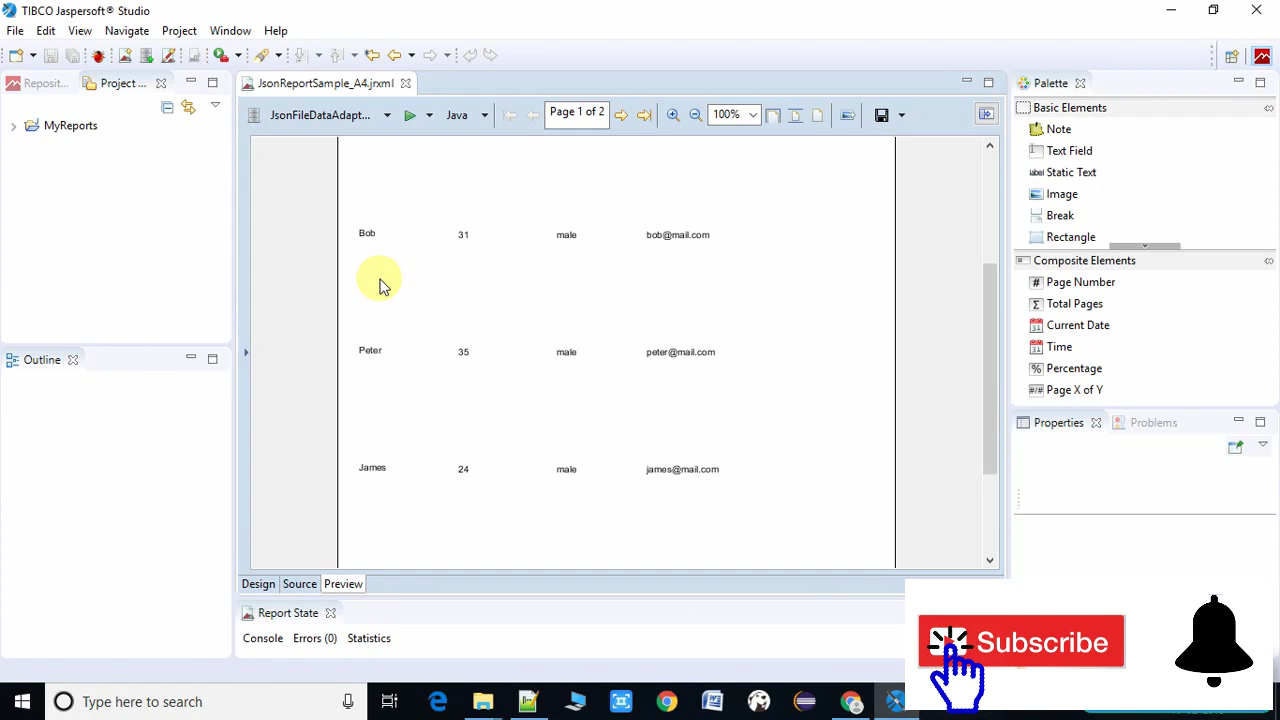 TIBCO Jaspersoft® Studio
File Edit View Navigate Project Window Help
Reposit... Project ... JsonReportSample_A4.jrxml Palette
JsonFileDataAdapt... Java Page 1 of 2 100%
MyReports
Basic Elements
Note
Text Field
label Static Text
Image
Break
Rectangle
Composite Elements
# Page Number
Σ Total Pages
31 Current Date
31 Time
% Percentage
#/# Page X of Y
Bob 31 male bob@mail.com
Peter 35 male peter@mail.com
James 24 male james@mail.com
Outline
Properties Problems
Design Source Preview
Report State
Console Errors (0) Statistics
Subscribe
Type here to search